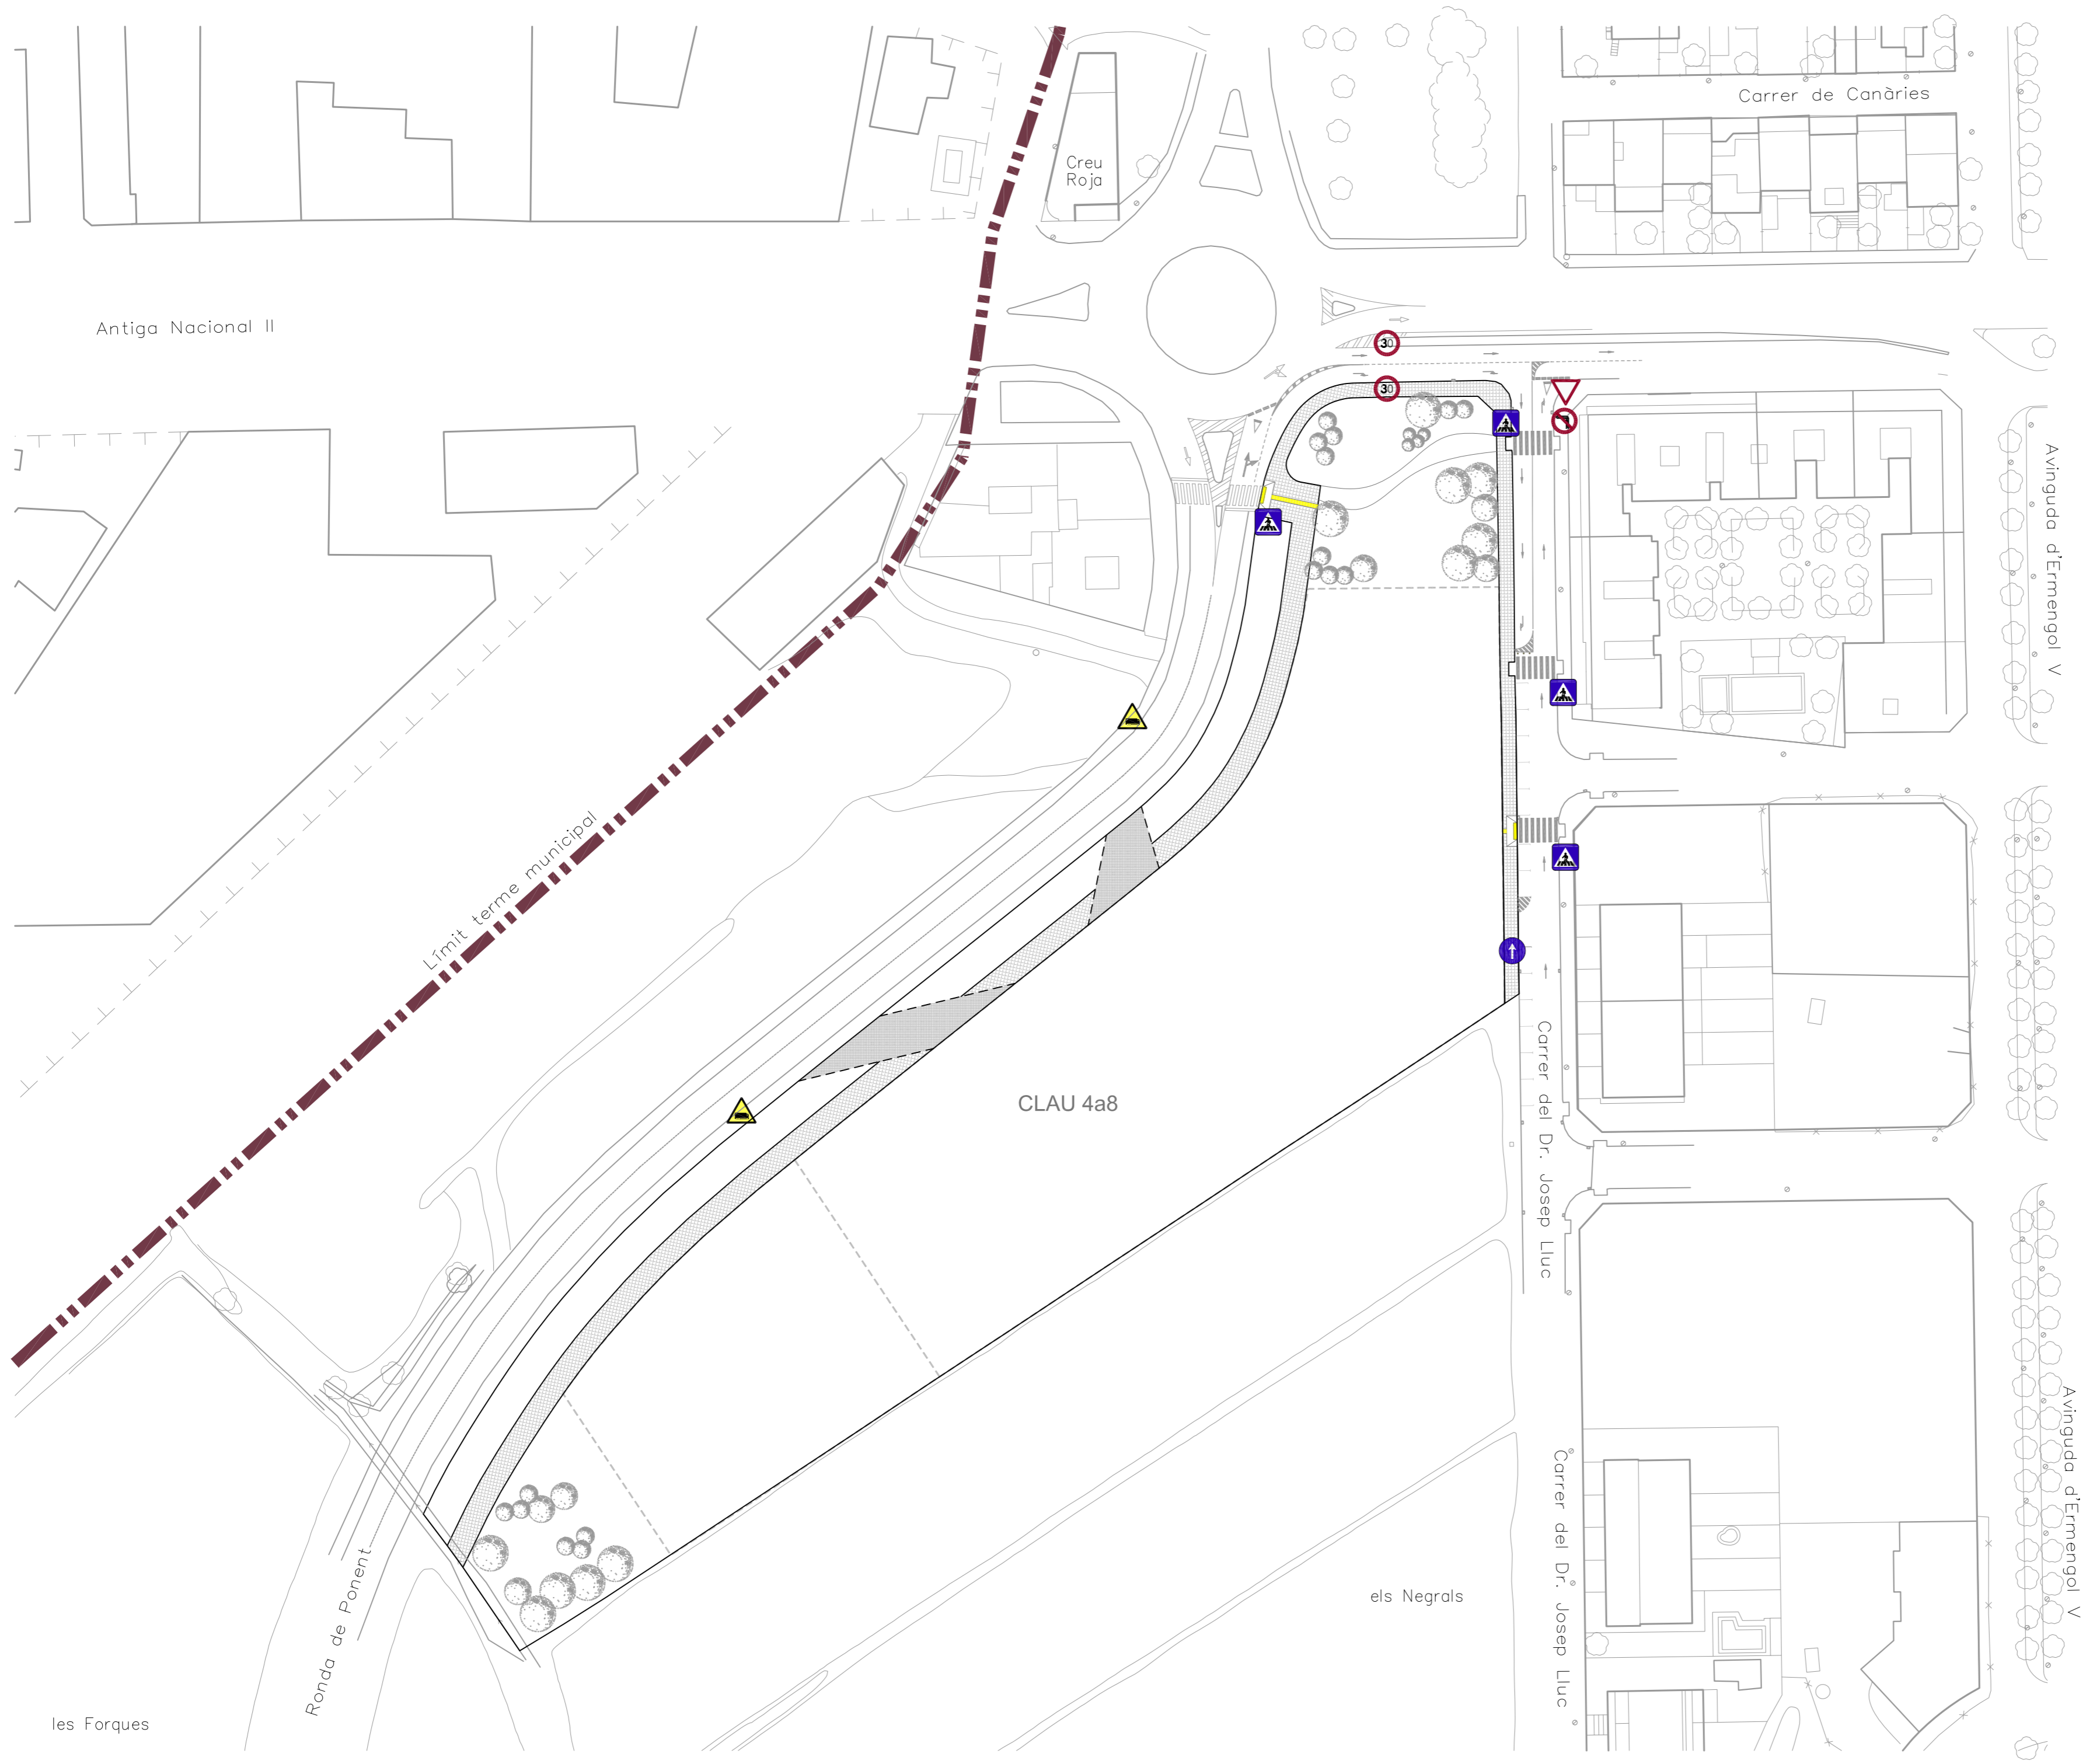 Carrer de Canàries
Creu
Roja
Antiga Nacional II
30
30
Avinguda d'Ermengol V
Límit terme municipal
CLAU 4a8
Carrer del Dr. Josep Lluc
Avinguda d'Ermengol V
Carrer del Dr. Josep Lluc
Ronda de Ponent
els Negrals
les Forques